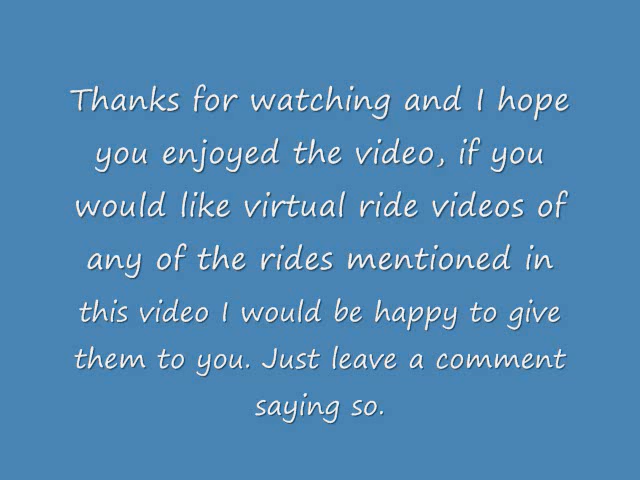 Thanks for watching and I hope
you enjoyed the video, if you
would like virtual ride videos of
any of the rides mentioned in
this video I would be happy to give
them to you. Just leave a comment
saying so.